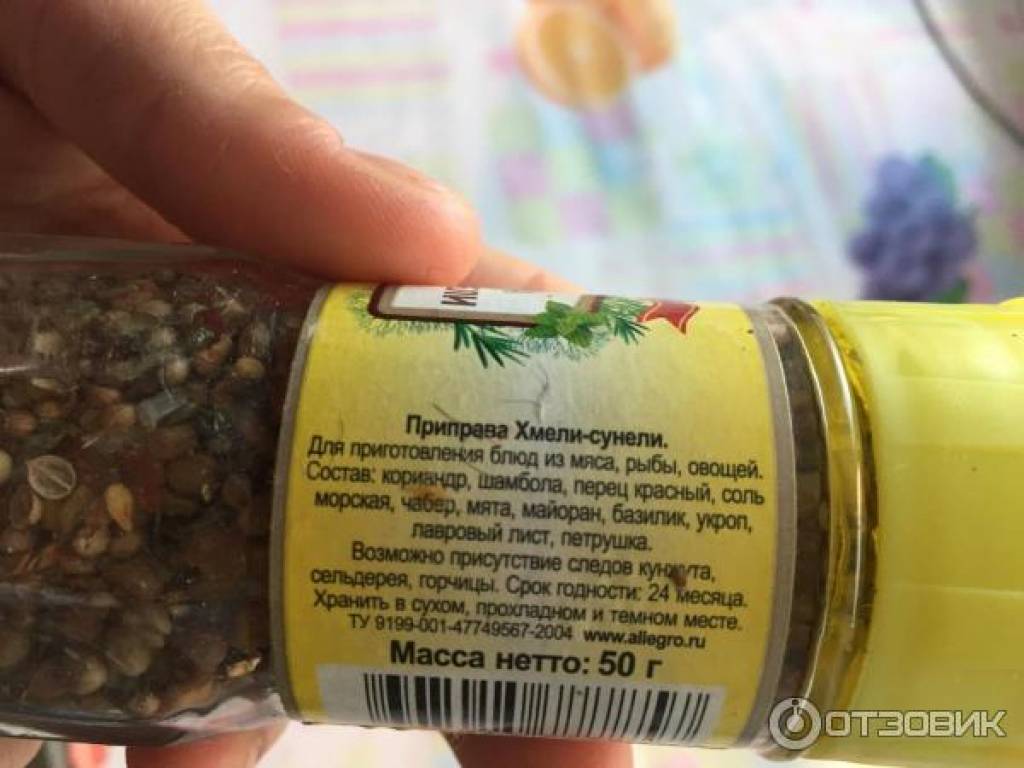 Приправа Хмели-сунели.
Для приготовления блюд из мяса, рыбы, овощей.
Состав: кориандр, шамбола, перец красный, соль
морская, чабер, мята, майоран, базилик, укроп,
лавровый лист, петрушка.
Возможно присутствие следов кунжута,
сельдерея, горчицы. Срок годности: 24 месяца.
Хранить в сухом, прохладном и темном месте.
ТУ 9199-001-47749567-2004 www.allegro.ru
Масса нетто: 50 г
ОТЗОВИК